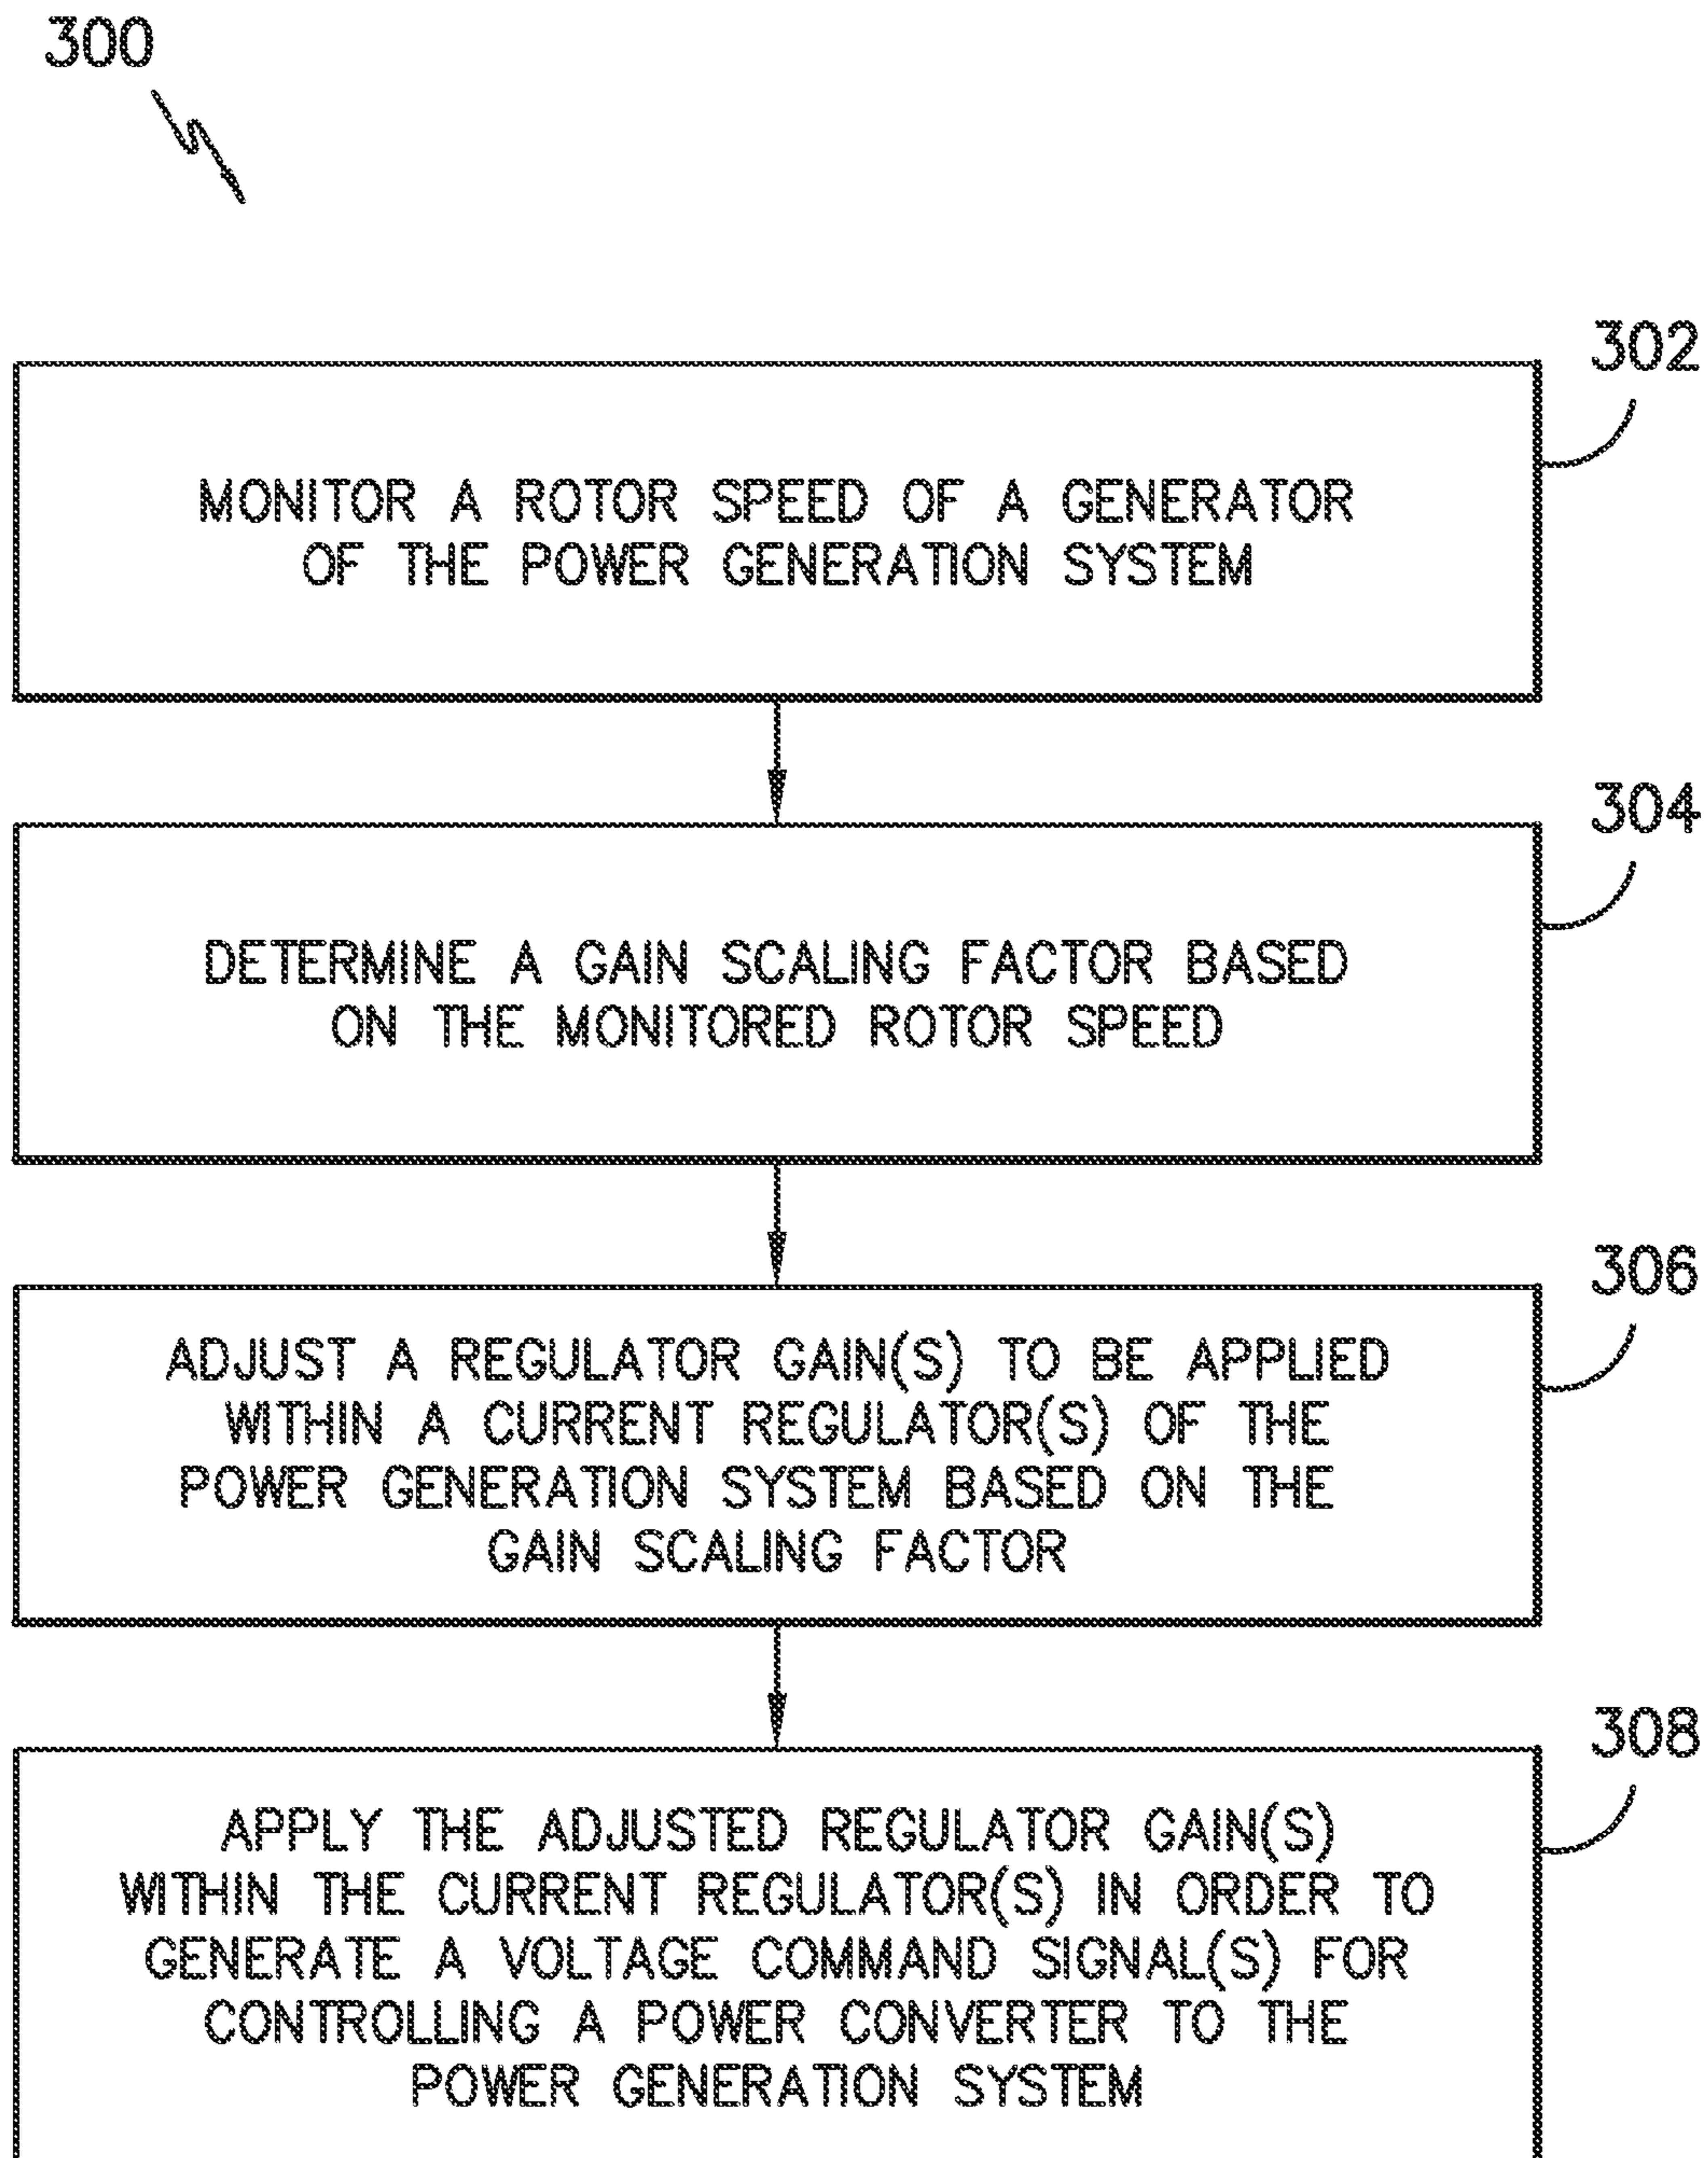 300
302
MONITOR A ROTOR SPEED OF A GENERATOR
OF THE POWER GENERATION SYSTEM
304
DETERMINE A GAIN SCALING FACTOR BASED
ON THE MONITORED ROTOR SPEED
306
ADJUST A REGULATOR GAIN(S) TO BE APPLIED
WITHIN A CURRENT REGULATOR(S) OF THE
POWER GENERATION SYSTEM BASED ON THE
GAIN SCALING FACTOR
308
APPLY THE ADJUSTED REGULATOR GAIN(S)
WITHIN THE CURRENT REGULATOR(S) IN ORDER TO
GENERATE A VOLTAGE COMMAND SIGNAL(S) FOR
CONTROLLING A POWER CONVERTER TO THE
POWER GENERATION SYSTEM